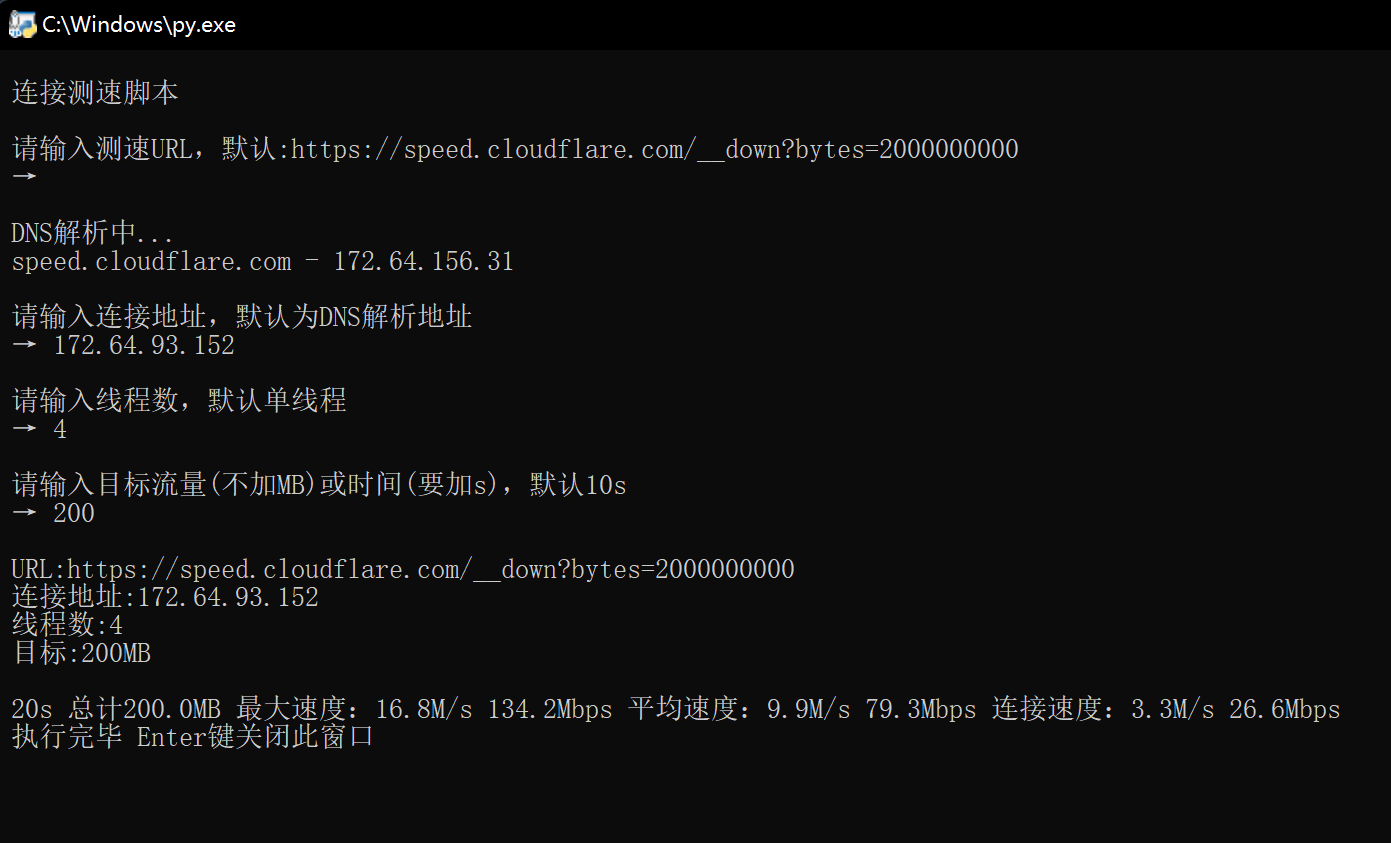 C:\Windows\py.exe
连接测速脚本
请输入测速URL，默认:https://speed.cloudflare.com/__down?bytes=2000000000
→
DNS解析中...
speed.cloudflare.com - 172.64.156.31
请输入连接地址，默认为DNS解析地址
→ 172.64.93.152
请输入线程数，默认单线程
→ 4
请输入目标流量(不加MB)或时间(要加s)，默认10s
→ 200
URL:https://speed.cloudflare.com/__down?bytes=2000000000
连接地址:172.64.93.152
线程数:4
目标:200MB
20s 总计200.0MB 最大速度：16.8M/s 134.2Mbps 平均速度：9.9M/s 79.3Mbps 连接速度：3.3M/s 26.6Mbps
执行完毕 Enter键关闭此窗口